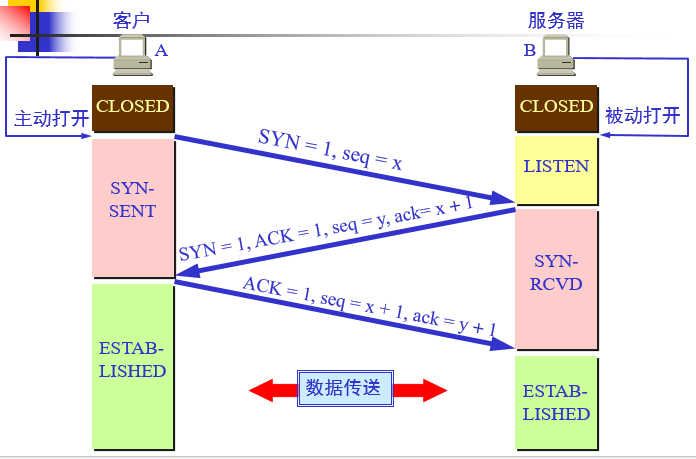 客户
服务器
A
B
CLOSED
CLOSED
主动打开
被动打开
SYN = 1, seq = x
LISTEN
SYN-
SENT
SYN = 1, ACK = 1, seq = y, ack= x + 1
SYN-
RCVD
ACK = 1, seq = x + 1, ack = y + 1
ESTAB-
LISHED
数据传送
ESTAB-
LISHED